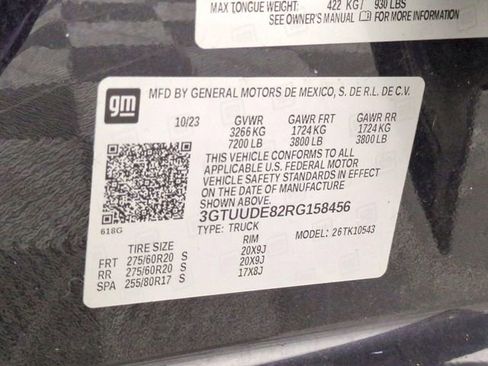 MAX TONGUE WEIGHT: 422 KG( 930 LBS
SEE OWNER'S MANUAL FOR MORE INFORMATION
gm
MFD BY GENERAL MOTORS DE MEXICO, S. DE R.L. DE C.V.
10/23 GVWR GAWR FRT GAWR RR
3266 KG 1724 KG 1724 KG
7200 LB 3800 LB 3800 LB
THIS VEHICLE CONFORMS TO ALL
APPLICABLE U.S. FEDERAL MOTOR
VEHICLE SAFETY STANDARDS IN EFFECT
ON THE DATE OF MANUFACTURE
SHOWN ABOVE.
3GTUUDE82RG158456
618G
TYPE: TRUCK MODEL: 26TK10543
TIRE SIZE RIM
FRT 275/60R20 S 20X9J
RR 275/60R20 S 20X9J
SPA 255/80R17 S 17X8J